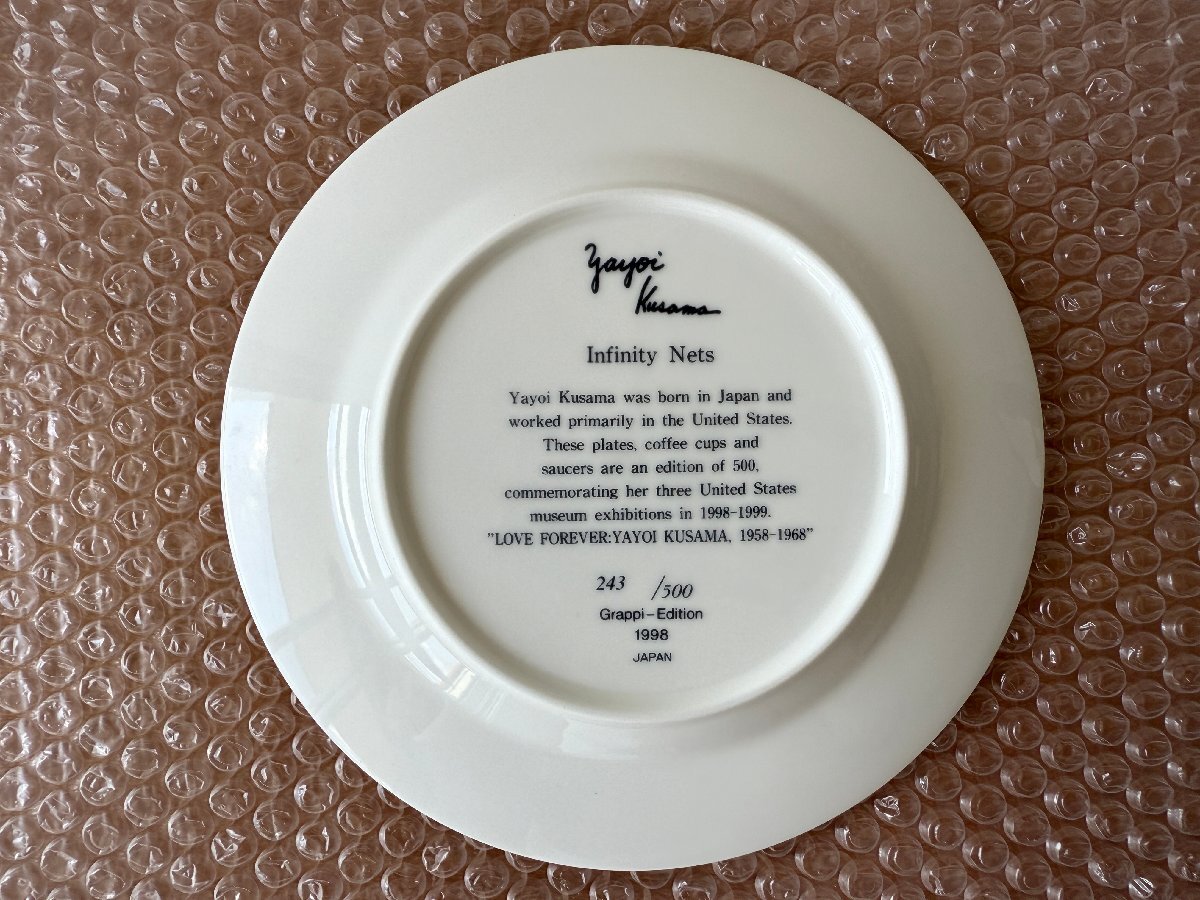 Yayoi
Kusama
Infinity Nets
Yayoi Kusama was born in Japan and
worked primarily in the United States.
These plates, coffee cups and
saucers are an edition of 500,
commemorating her three United States
museum exhibitions in 1998-1999.
"LOVE FOREVER:YAYOI KUSAMA, 1958-1968"
243 /500
Grappi-Edition
1998
JAPAN